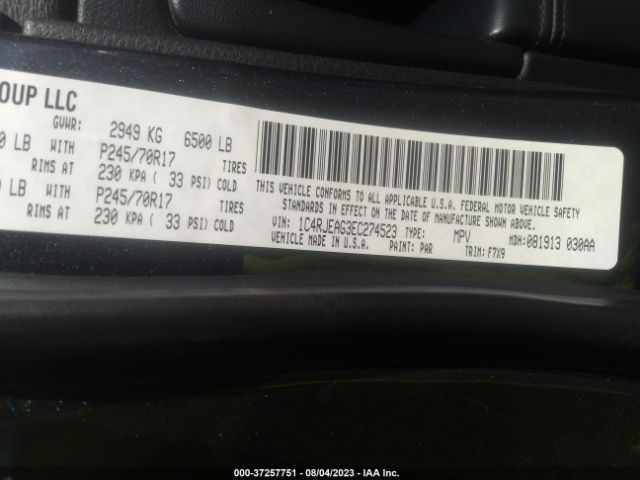 OUP LLC
GVWR: 2949 KG 6500 LB
0 LB WITH P245/70R17 TIRES
RIMS AT 230 KPA ( 33 PSI) COLD
LB WITH P245/70R17 TIRES
RIMS AT 230 KPA ( 33 PSI) COLD
THIS VEHICLE CONFORMS TO ALL APPLICABLE U.S.A. FEDERAL MOTOR VEHICLE SAFETY
STANDARDS IN EFFECT ON THE DATE OF MANUFACTURE SHOWN ABOVE.
VIN: 1C4RJEAG3EC274523 TYPE: MPV MDH: 081913 030AA
VEHICLE MADE IN U.S.A. PAINT: PAR TRIM: F7X9
000-37257751 - 08/04/2023 - IAA Inc.